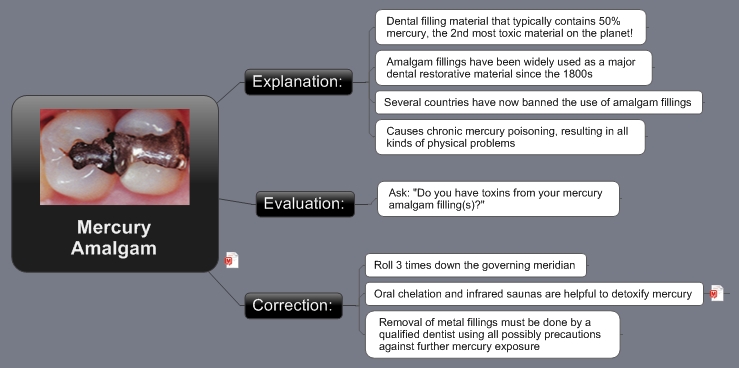 Mercury
Amalgam
Explanation:
Dental filling material that typically contains 50%
mercury, the 2nd most toxic material on the planet!
Amalgam fillings have been widely used as a major
dental restorative material since the 1800s
Several countries have now banned the use of amalgam fillings
Causes chronic mercury poisoning, resulting in all
kinds of physical problems
Evaluation:
Ask: "Do you have toxins from your mercury
amalgam filling(s)?"
Correction:
Roll 3 times down the governing meridian
Oral chelation and infrared saunas are helpful to detoxify mercury
Removal of metal fillings must be done by a
qualified dentist using all possibly precautions
against further mercury exposure